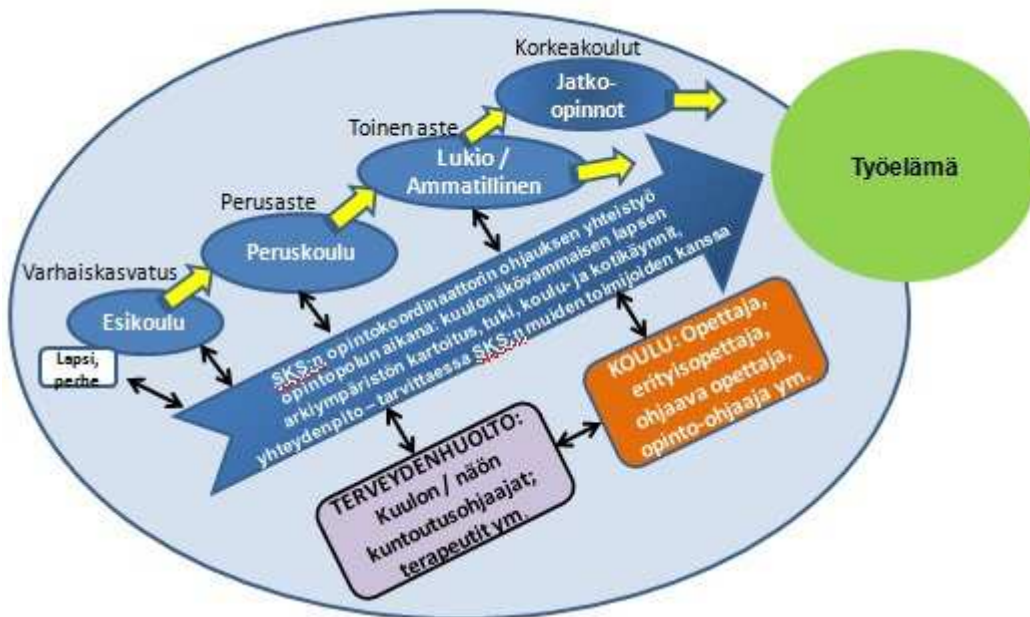 Korkeakoulut
Jatko-
opinnot
Toinen aste
Lukio /
Ammatillinen
Työelämä
Perusaste
Peruskoulu
Varhaiskasvatus
Esikoulu
Lapsi,
perhe
SKS:n opintokoordinaattorin ohjauksen yhteistyö
opintopolun aikana: kuulonäkövammaisen lapsen
arkiympäristön kartoitus, tuki, koulu- ja kotikäynnit,
yhteydenpito – tarvittaessa SKS:n muiden toimijoiden kanssa
KOULU: Opettaja,
erityisopettaja,
ohjaava opettaja,
opinto-ohjaaja ym.
TERVEYDENHUOLTO:
Kuulon / näön
kuntoutusohjaajat;
terapeutit ym.